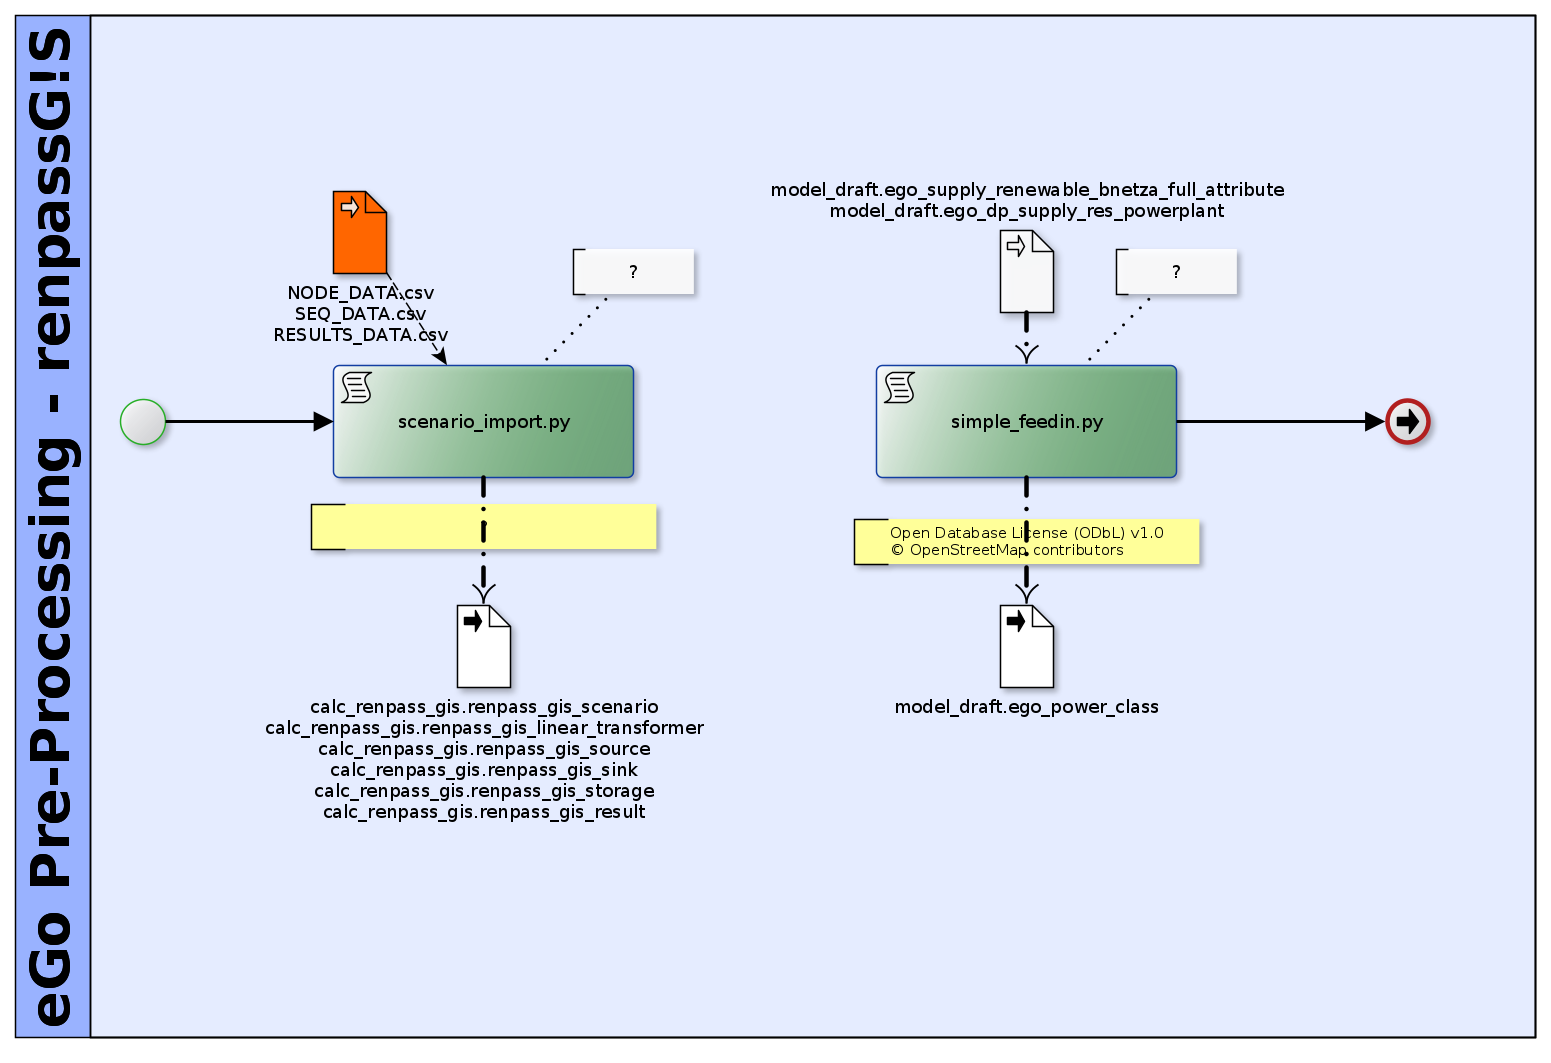 eGo Pre-Processing - renpassG!S
NODE_DATA.csv
SEQ_DATA.csv
RESULTS_DATA.csv
?
scenario_import.py
calc_renpass_gis.renpass_gis_scenario
calc_renpass_gis.renpass_gis_linear_transformer
calc_renpass_gis.renpass_gis_source
calc_renpass_gis.renpass_gis_sink
calc_renpass_gis.renpass_gis_storage
calc_renpass_gis.renpass_gis_result
model_draft.ego_supply_renewable_bnetza_full_attribute
model_draft.ego_dp_supply_res_powerplant
?
simple_feedin.py
Open Database License (ODbL) v1.0
© OpenStreetMap contributors
model_draft.ego_power_class